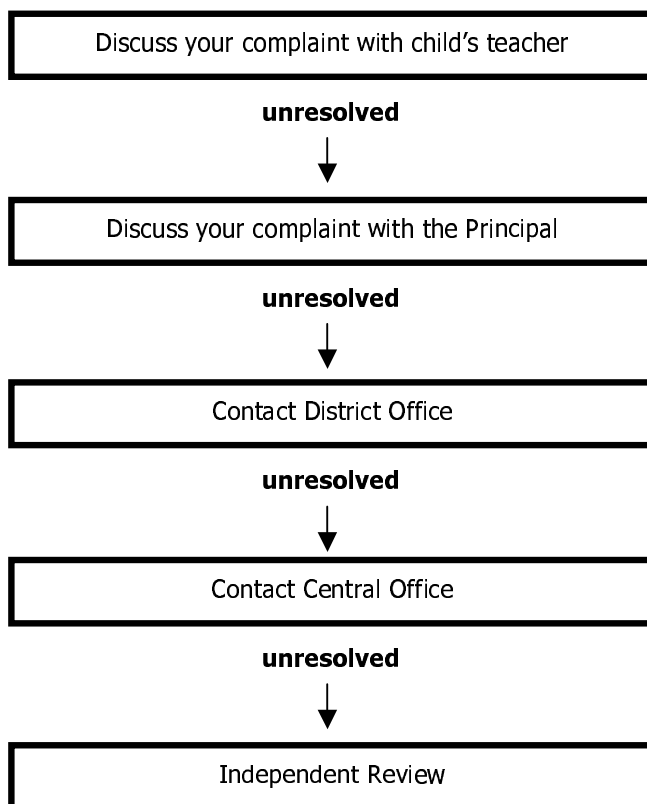 Discuss your complaint with child’s teacher
unresolved
Discuss your complaint with the Principal
unresolved
Contact District Office
unresolved
Contact Central Office
unresolved
Independent Review